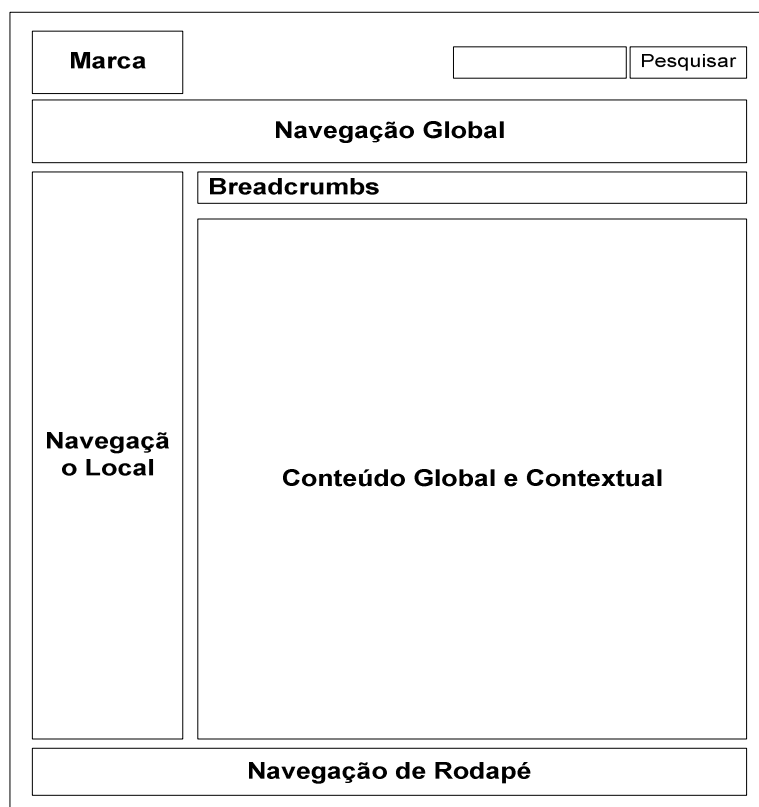 Marca
Pesquisar
Navegação Global
Breadcrumbs
Navegaçã
o Local
Conteúdo Global e Contextual
Navegação de Rodapé